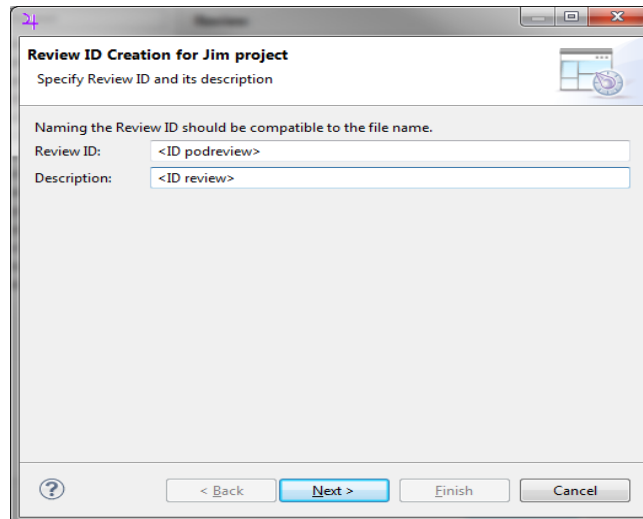 Review ID Creation for Jim project
Specify Review ID and its description
Naming the Review ID should be compatible to the file name.
Review ID: <ID podreview>
Description: <ID review>
< Back Next > Finish Cancel